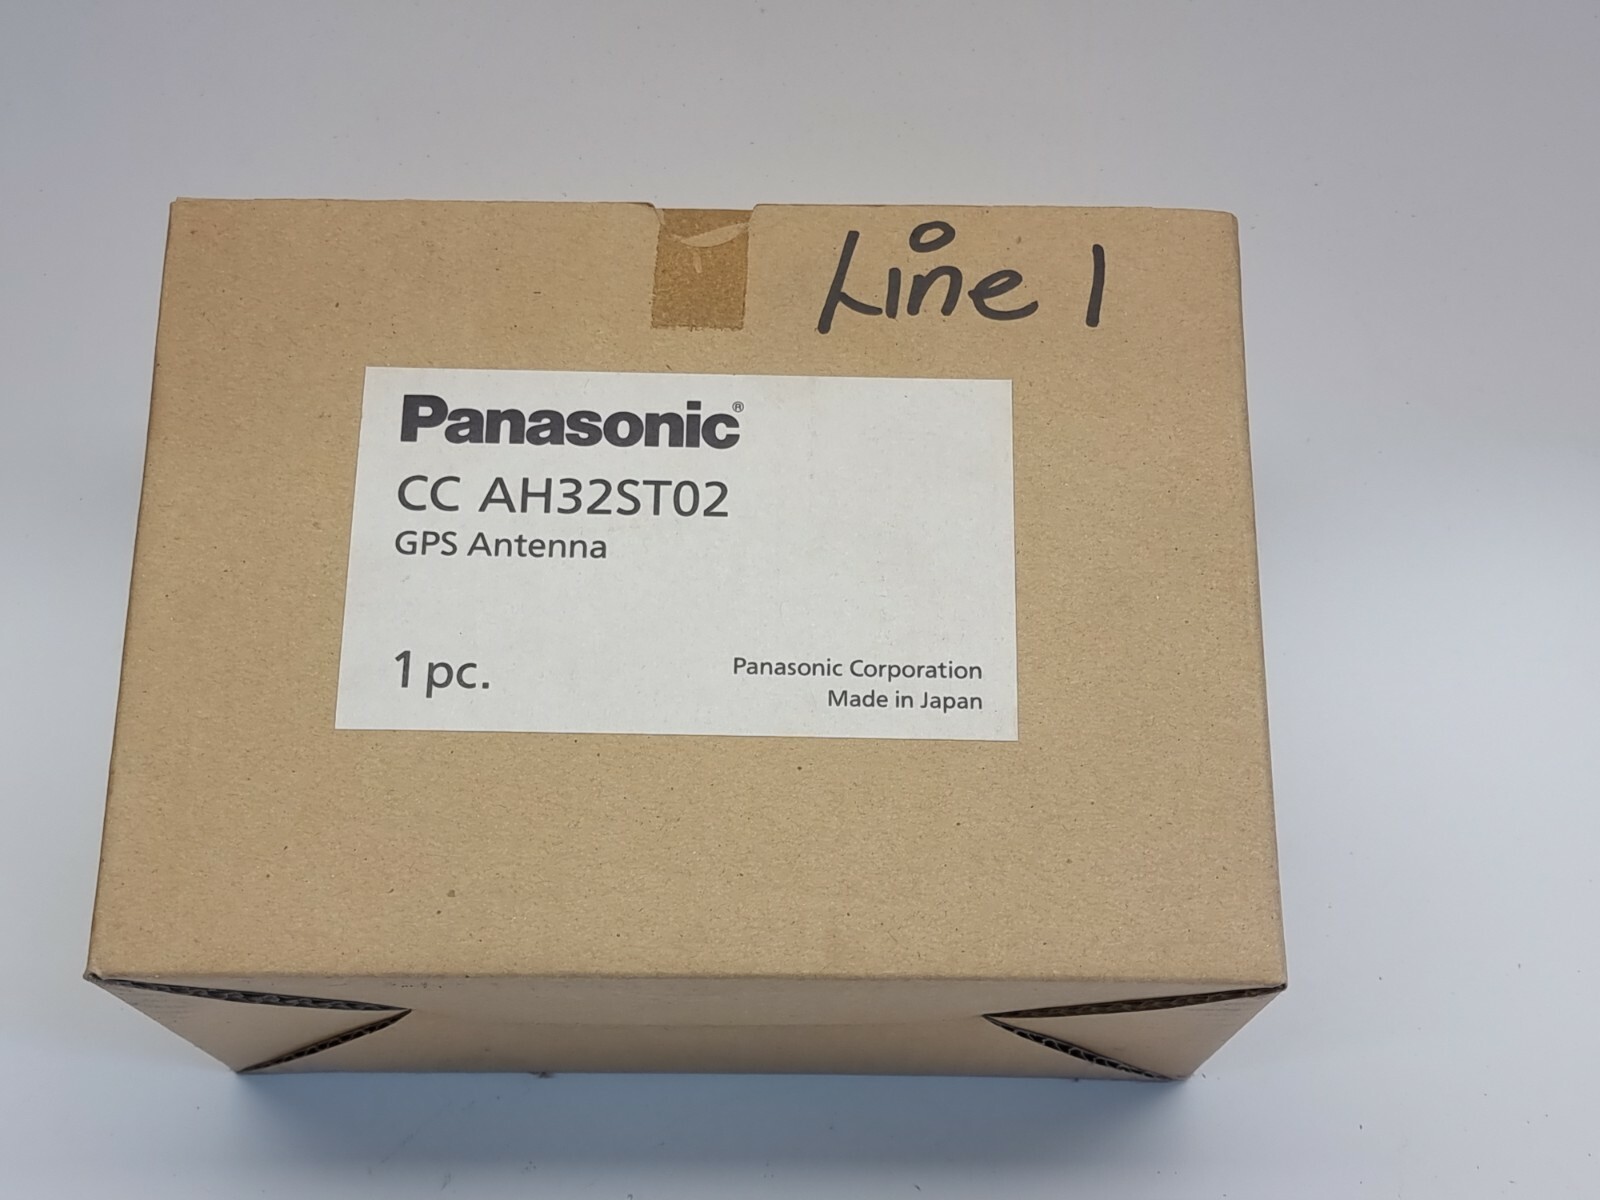 Line 1
Panasonic®
CC AH32ST02
GPS Antenna
1 pc.
Panasonic Corporation
Made in Japan